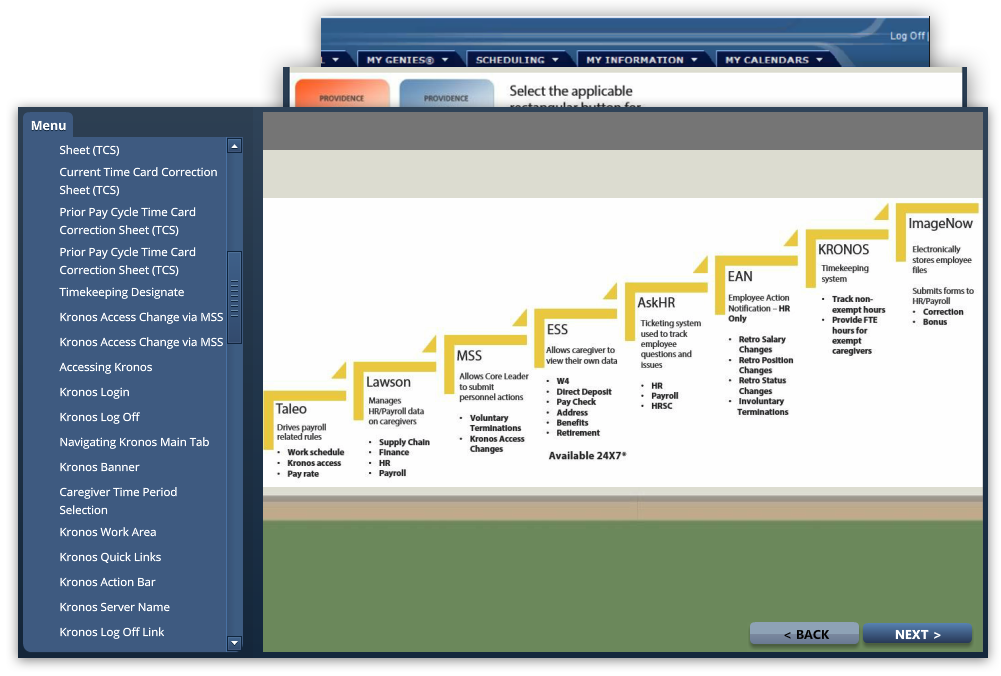 Log Off|
L
MY GENIES®
SCHEDULING
MY INFORMATION
MY CALENDARS
PROVIDENCE
PROVIDENCE
Select the applicable
rectangular button for
Menu
Sheet (TCS)
Current Time Card Correction
Sheet (TCS)
Prior Pay Cycle Time Card
Correction Sheet (TCS)
Prior Pay Cycle Time Card
Correction Sheet (TCS)
Timekeeping Designate
Kronos Access Change via MSS
Kronos Access Change via MSS
Accessing Kronos
Kronos Login
Kronos Log Off
Navigating Kronos Main Tab
Kronos Banner
Caregiver Time Period
Selection
Kronos Work Area
Kronos Quick Links
Kronos Action Bar
Kronos Server Name
Kronos Log Off Link
Taleo
Drives payroll
related rules
• Work schedule
• Kronos access
• Pay rate
Lawson
Manages
HR/Payroll data
on caregivers
• Supply Chain
• Finance
• HR
• Payroll
MSS
Allows Core Leader
to submit
personnel actions
• Voluntary
Terminations
• Kronos Access
Changes
ESS
Allows caregiver to
view their own data
• W4
• Direct Deposit
• Pay Check
• Address
• Benefits
• Retirement
Available 24X7*
AskHR
Ticketing system
used to track
employee
questions and
issues
• HR
• Payroll
• HRSC
EAN
Employee Action
Notification – HR
Only
• Retro Salary
Changes
• Retro Position
Changes
• Retro Status
Changes
• Involuntary
Terminations
KRONOS
Timekeeping
system
• Track non-
exempt hours
• Provide FTE
hours for
exempt
caregivers
ImageNow
Electronically
stores employee
files
Submits forms to
HR/Payroll
• Correction
• Bonus
< BACK
NEXT >